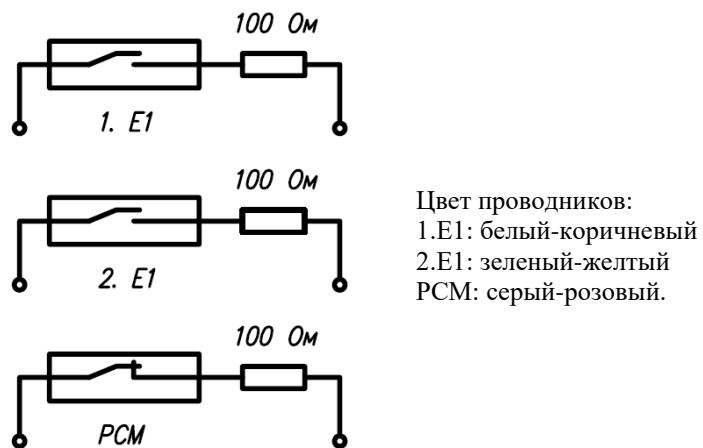 100 Ом
1. E1
100 Ом
2. E1
100 Ом
PCM
Цвет проводников:
1.E1: белый-коричневый
2.E1: зеленый-желтый
PCM: серый-розовый.